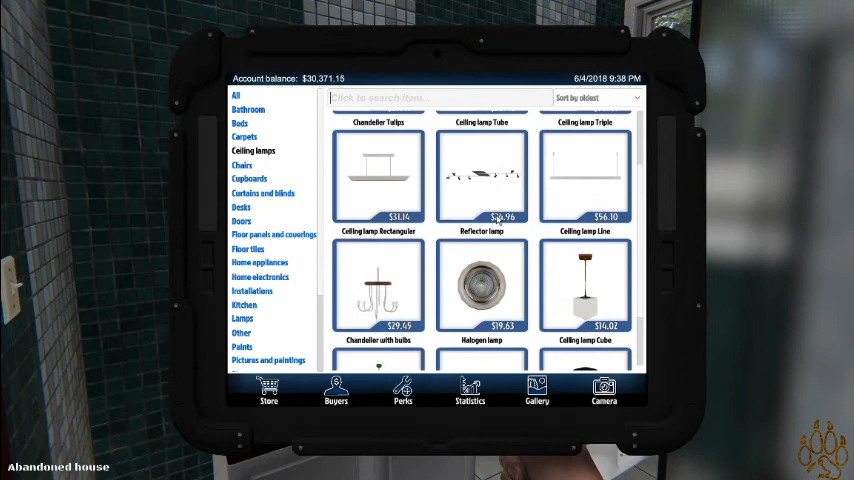 Account balance: $30,371.15
6/4/2018 9:38 PM
All
Bathroom
Beds
Carpets
Ceiling lamps
Chairs
Cupboards
Curtains and blinds
Desks
Doors
Floor panels and coverings
Floor tiles
Home appliances
Home electronics
Installations
Kitchen
Lamps
Other
Paints
Pictures and paintings
Click to search item...
Sort by oldest
Chandelier Tulips
Ceiling lamp Tube
Ceiling lamp Triple
$31.14
$56.10
Ceiling lamp Rectangular
Reflector lamp
Ceiling lamp Line
$29.45
$19.63
$14.02
Chandelier with bulbs
Halogen lamp
Ceiling lamp Cube
Store
Buyers
Perks
Statistics
Gallery
Camera
Abandoned house